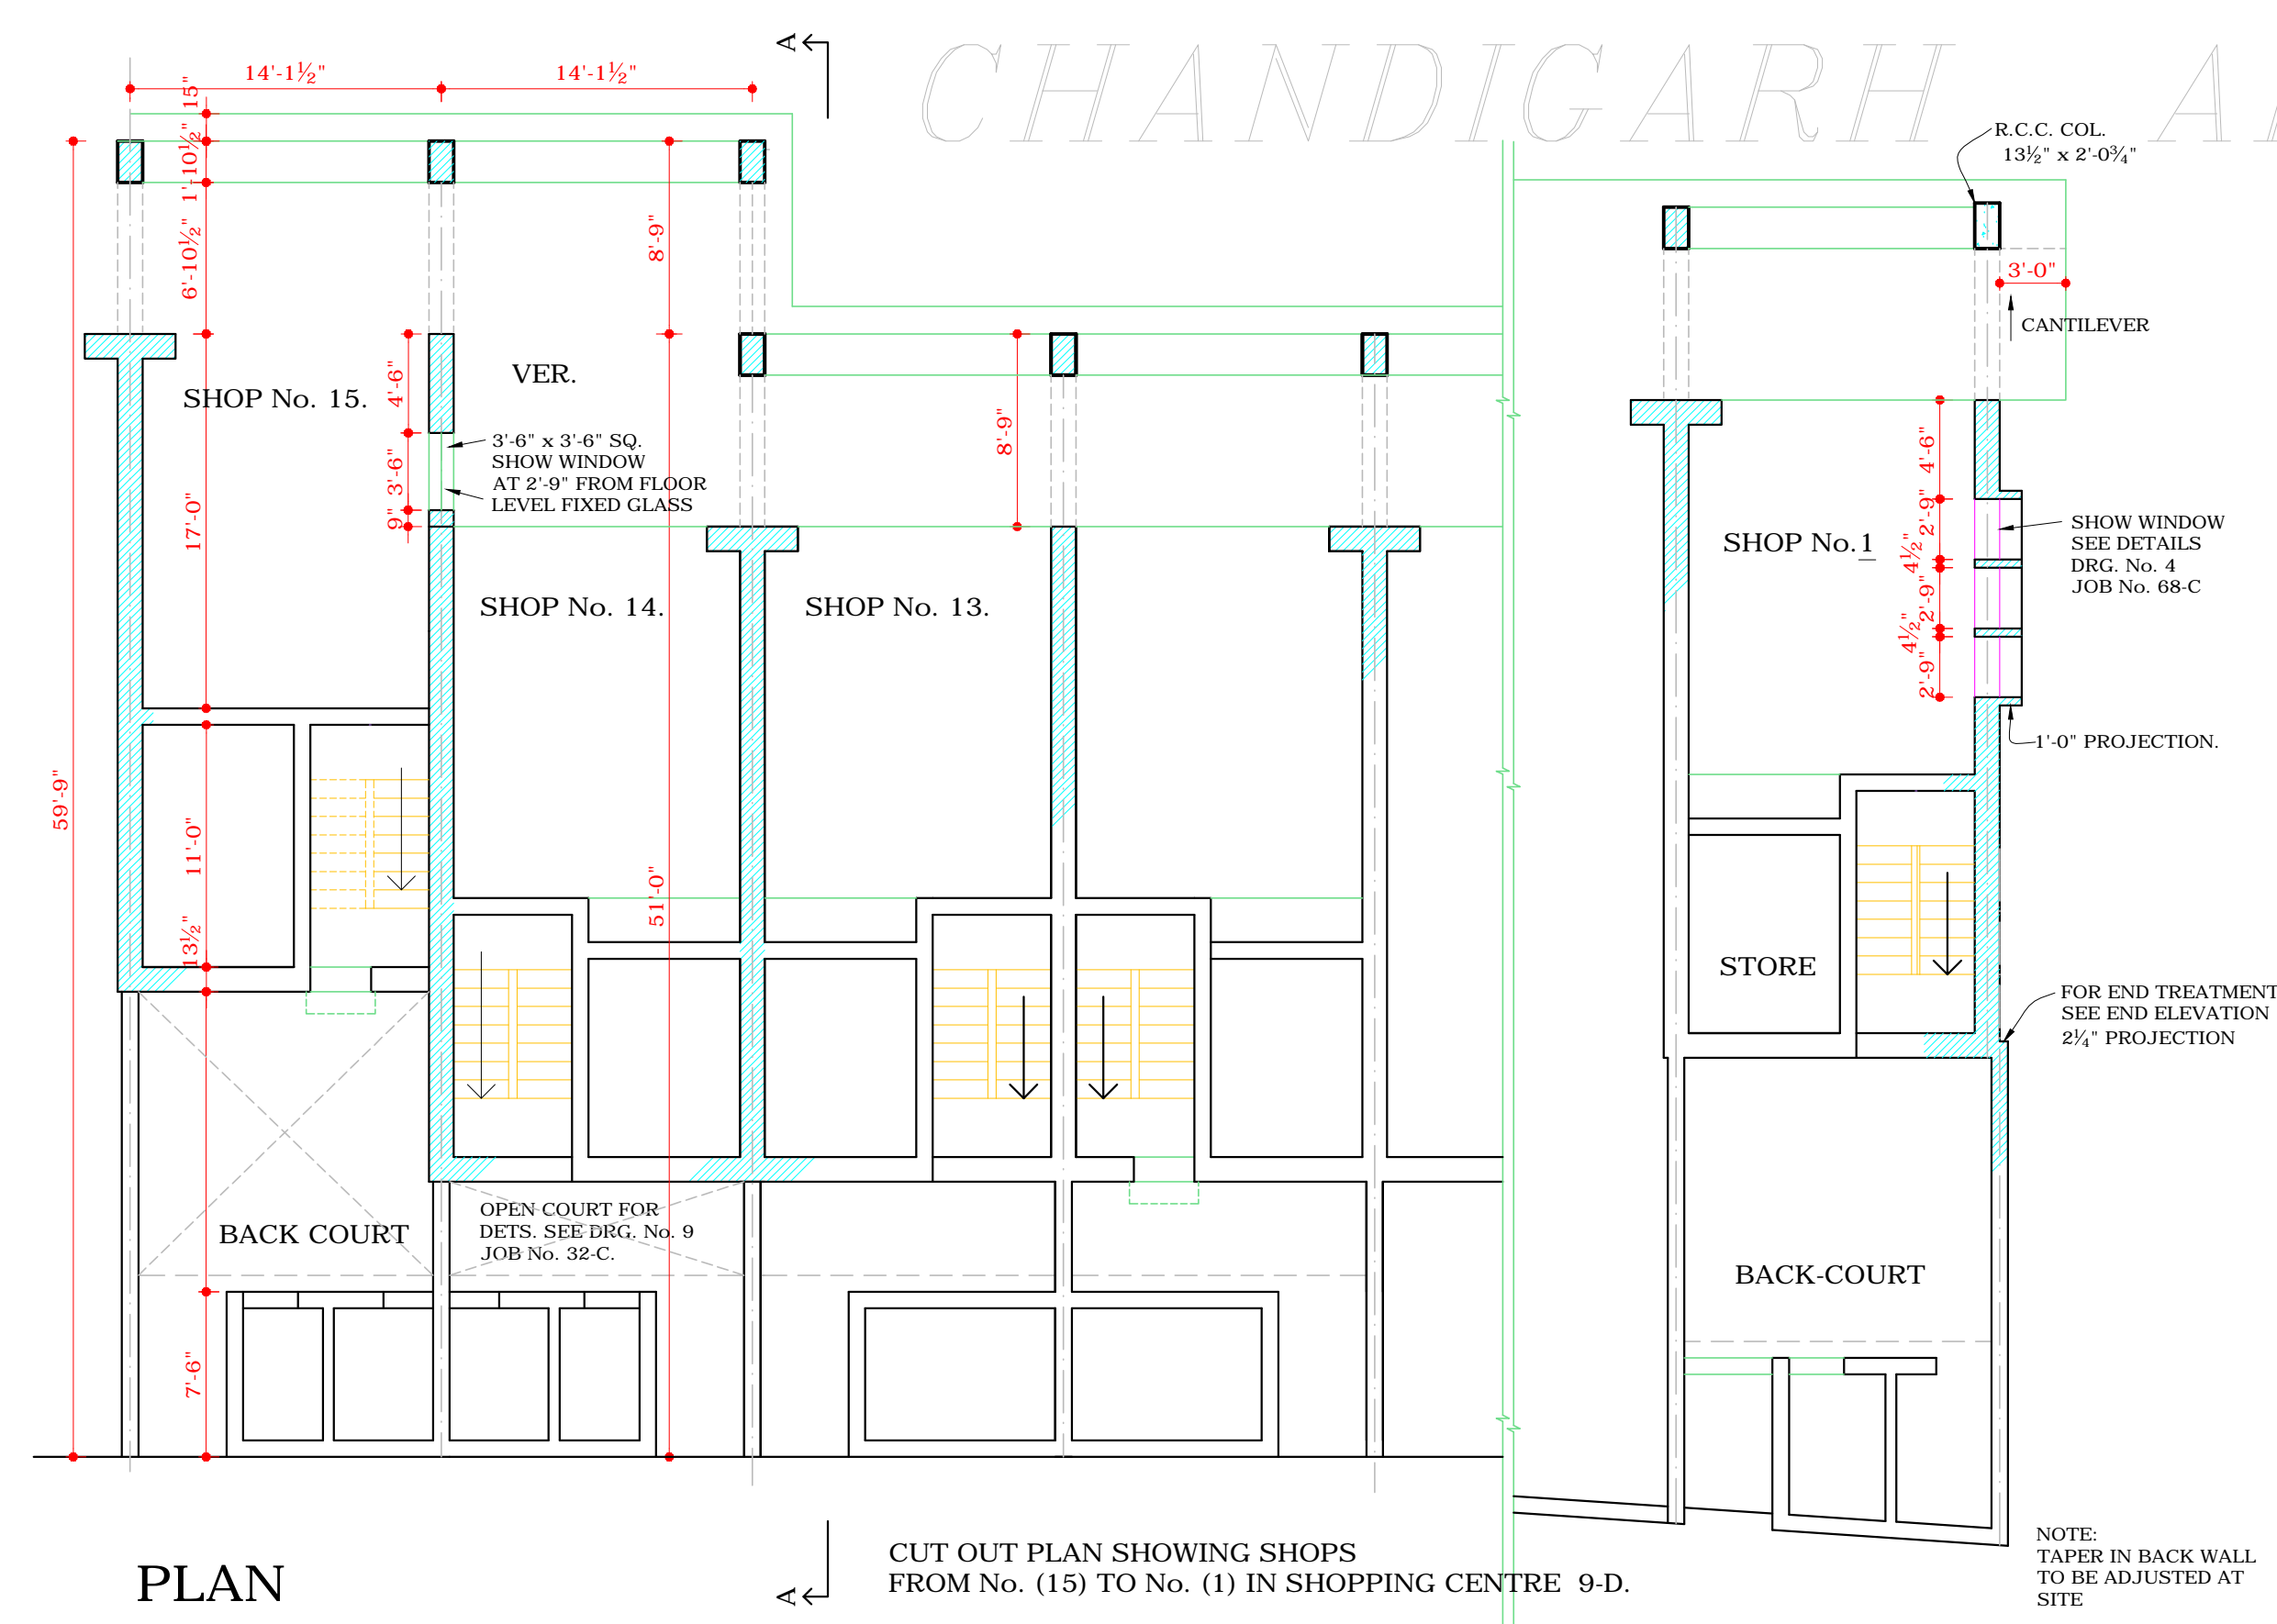 CHANDIGARH
A
14'-1½"
14'-1½"
15"
1'-10½"
6'-10½"
8'-9"
R.C.C. COL.
13½" x 2'-0¾"
3'-0"
CANTILEVER
SHOP No. 15.
VER.
4'-6"
3'-6"
9"
3'-6" x 3'-6" SQ.
SHOW WINDOW
AT 2'-9" FROM FLOOR
LEVEL FIXED GLASS
8'-9"
17'-0"
SHOP No. 14.
SHOP No. 13.
SHOP No.1
4'-6"
2'-9"
4½"
2'-9"
4½"
2'-9"
SHOW WINDOW
SEE DETAILS
DRG. No. 4
JOB No. 68-C
1'-0" PROJECTION.
59'-9"
11'-0"
13½"
51'-0"
STORE
FOR END TREATMENT
SEE END ELEVATION
2¼" PROJECTION
BACK COURT
OPEN COURT FOR
DETS. SEE DRG. No. 9
JOB No. 32-C.
BACK-COURT
7'-6"
PLAN
A
CUT OUT PLAN SHOWING SHOPS
FROM No. (15) TO No. (1) IN SHOPPING CENTRE 9-D.
NOTE:
TAPER IN BACK WALL
TO BE ADJUSTED AT
SITE